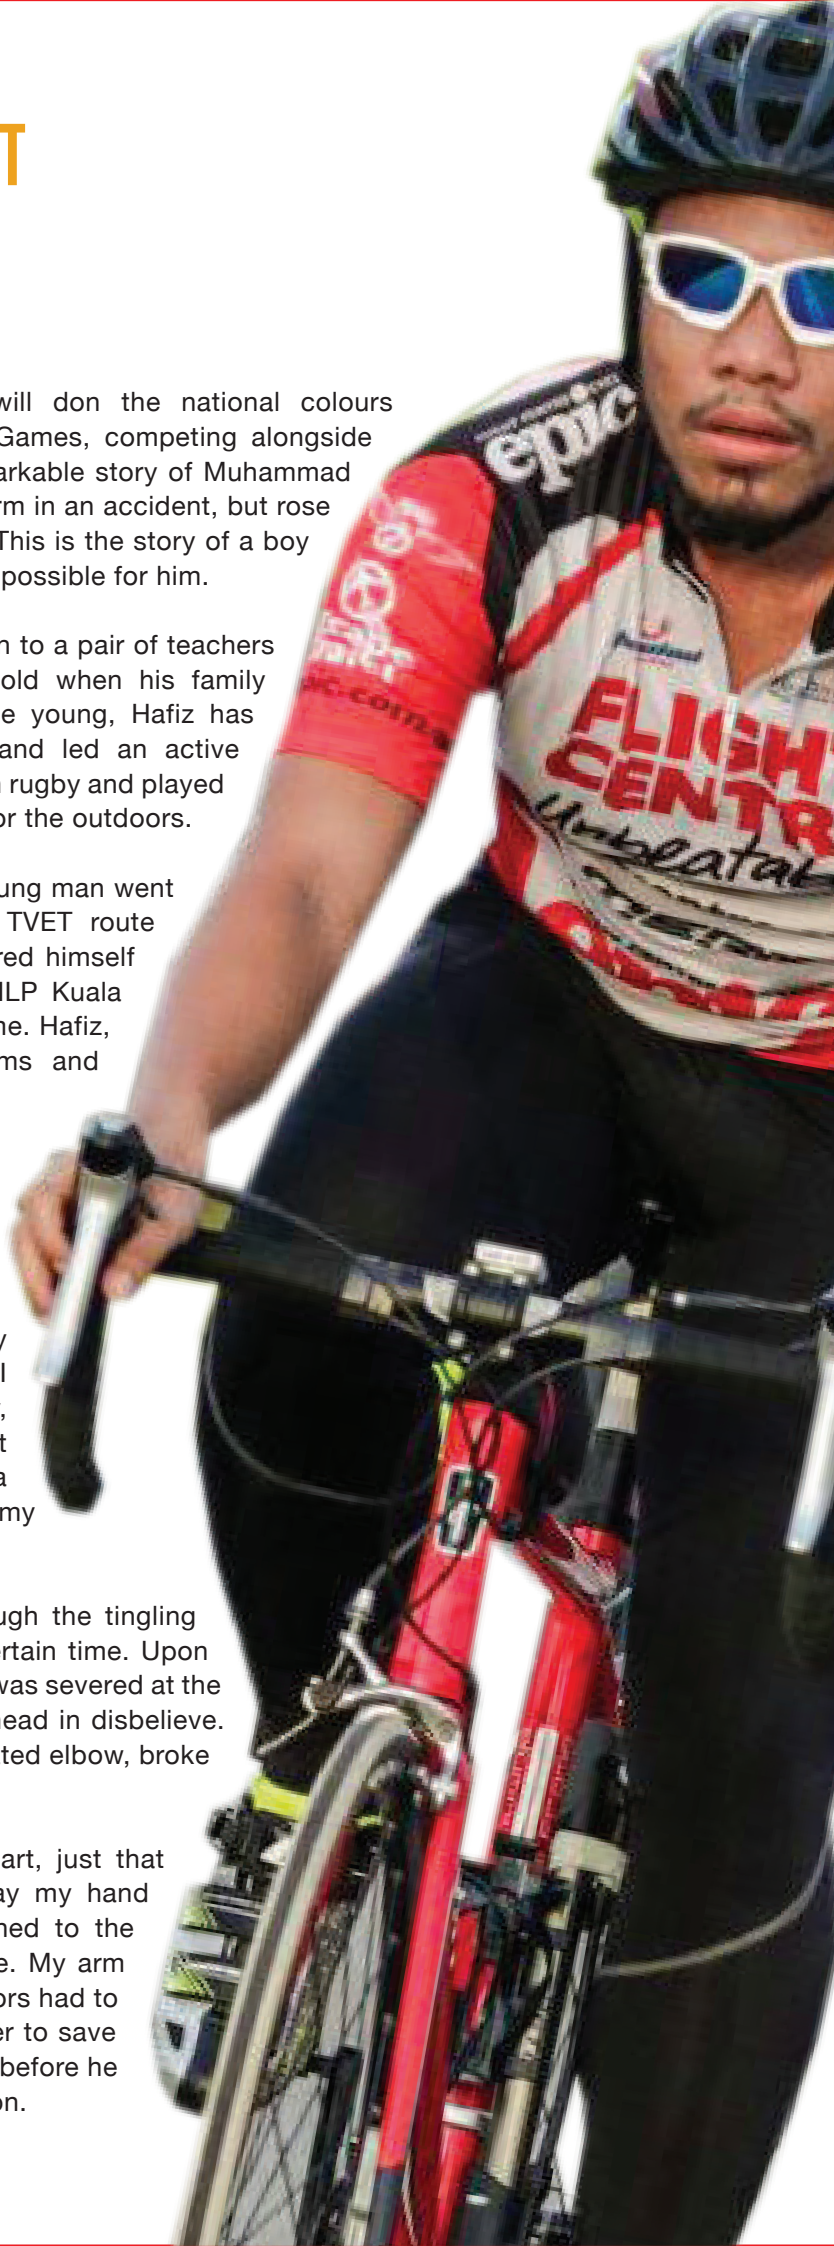 T
will don the national colours
Games, competing alongside
arkable story of Muhammad
rm in an accident, but rose
This is the story of a boy
possible for him.
n to a pair of teachers
old when his family
e young, Hafiz has
and led an active
rugby and played
or the outdoors.
ung man went
TVET route
red himself
ILP Kuala
ne. Hafiz,
ms and
y
l
,
t
a
my
ugh the tingling
ertain time. Upon
was severed at the
head in disbelieve.
ted elbow, broke
art, just that
ay my hand
ned to the
e. My arm
ors had to
er to save
before he
on.
epic
FLIGH
CENTR
Unbeatab